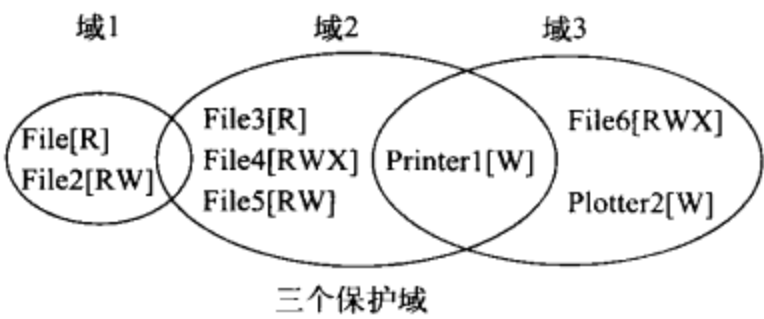 域1
域2
域3
File[R]
File2[RW]
File3[R]
File4[RWX]
File5[RW]
Printer1[W]
File6[RWX]
Plotter2[W]
三个保护域